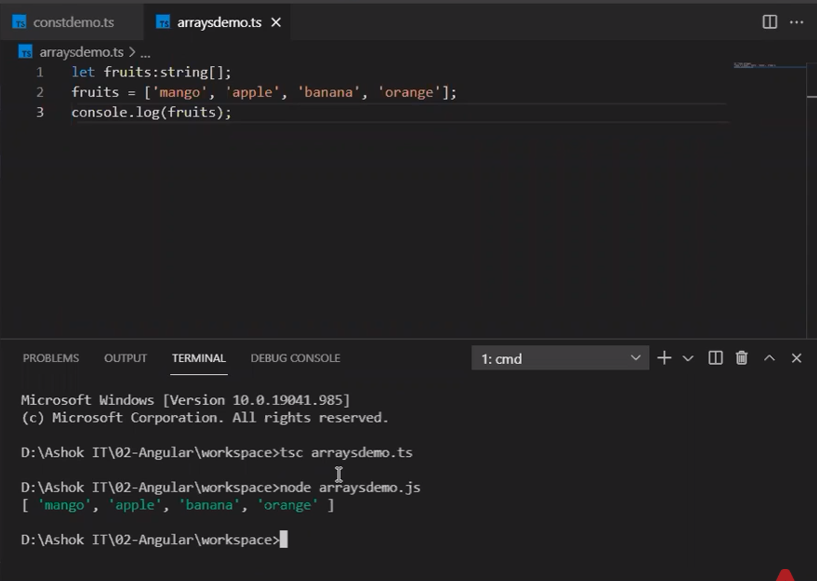 TS constdemo.ts TS arraysdemo.ts
TS arraysdemo.ts > ...
1 let fruits:string[];
2 fruits = ['mango', 'apple', 'banana', 'orange'];
3 console.log(fruits);
PROBLEMS OUTPUT TERMINAL DEBUG CONSOLE 1: cmd
Microsoft Windows [Version 10.0.19041.985]
(c) Microsoft Corporation. All rights reserved.
D:\Ashok IT\02-Angular\workspace>tsc arraysdemo.ts
D:\Ashok IT\02-Angular\workspace>node arraysdemo.js
[ 'mango', 'apple', 'banana', 'orange' ]
D:\Ashok IT\02-Angular\workspace>